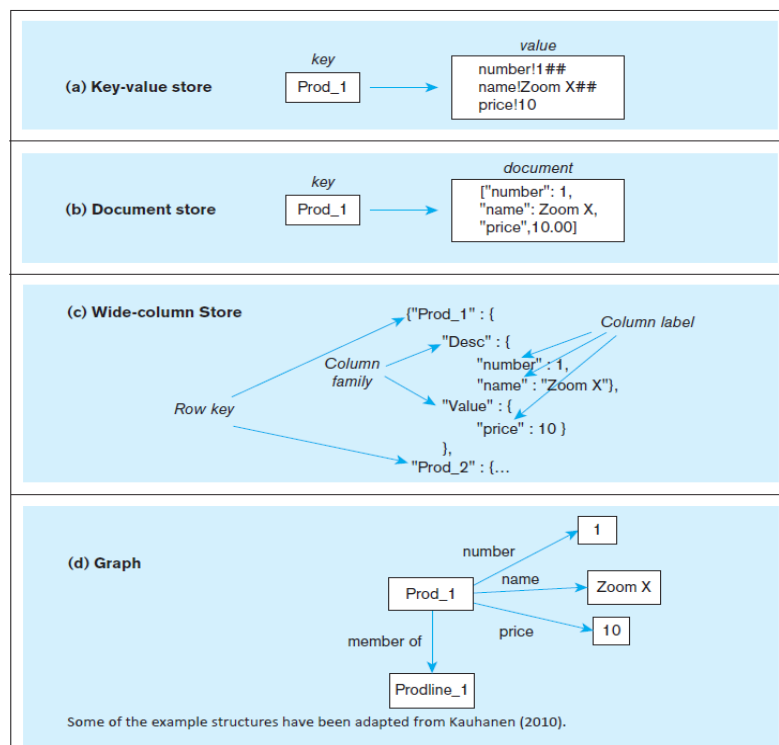 (a) Key-value store
key
Prod_1
value
number!1##
name!Zoom X##
price!10
(b) Document store
key
Prod_1
document
["number": 1,
"name": Zoom X,
"price",10.00]
(c) Wide-column Store
Row key
Column
family
Column label
{"Prod_1" : {
"Desc" : {
"number" : 1,
"name" : "Zoom X"},
"Value" : {
"price" : 10 }
},
"Prod_2" : {...
(d) Graph
Prod_1
number
1
name
Zoom X
price
10
member of
Prodline_1
Some of the example structures have been adapted from Kauhanen (2010).